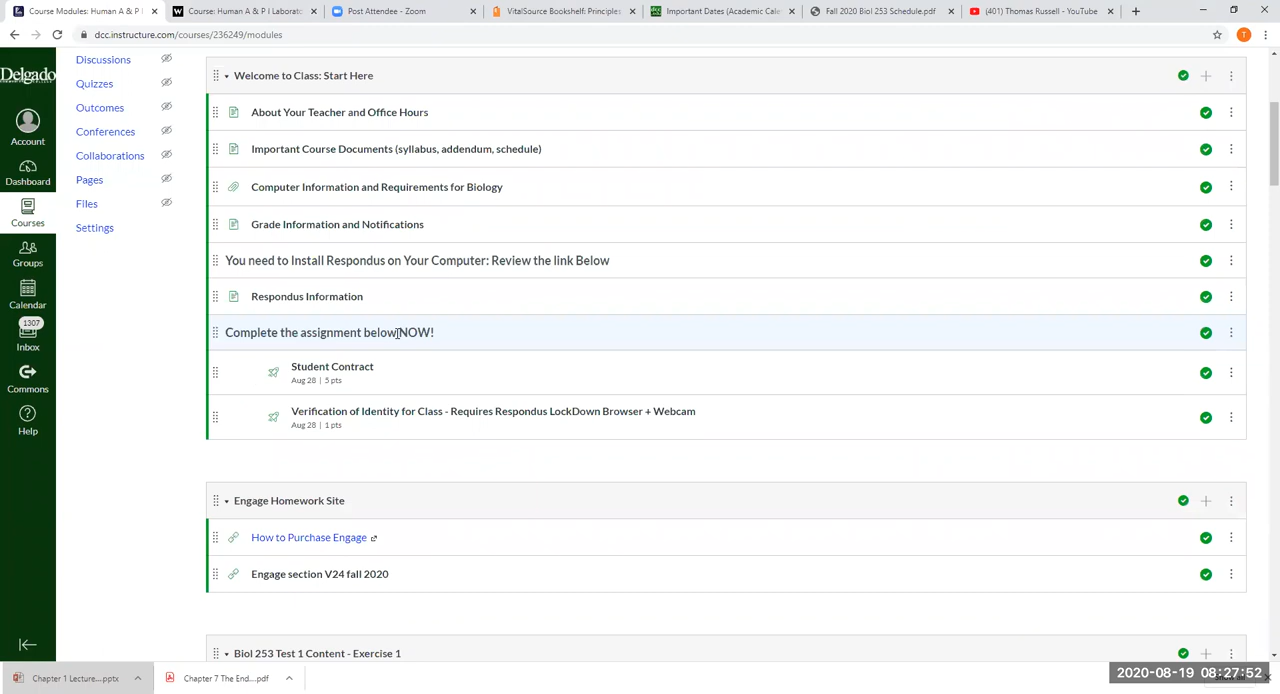 Course Modules: Human A & P I
Course: Human A & P I Laborato
Post Attendee - Zoom
VitalSource Bookshelf: Principles
Important Dates (Academic Cale
Fall 2020 Biol 253 Schedule.pdf
(401) Thomas Russell - YouTube
dcc.instructure.com/courses/236249/modules
T
Delgado
Account
Dashboard
Courses
Groups
Calendar
1307
Inbox
Commons
Help
Discussions
Quizzes
Outcomes
Conferences
Collaborations
Pages
Files
Settings
Welcome to Class: Start Here
About Your Teacher and Office Hours
Important Course Documents (syllabus, addendum, schedule)
Computer Information and Requirements for Biology
Grade Information and Notifications
You need to Install Respondus on Your Computer: Review the link Below
Respondus Information
Complete the assignment below NOW!
Student Contract
Aug 28 | 5 pts
Verification of Identity for Class - Requires Respondus LockDown Browser + Webcam
Aug 28 | 1 pts
Engage Homework Site
How to Purchase Engage
Engage section V24 fall 2020
Biol 253 Test 1 Content - Exercise 1
Chapter 1 Lecture....pptx
Chapter 7 The End....pdf
2020-08-19 08:27:52